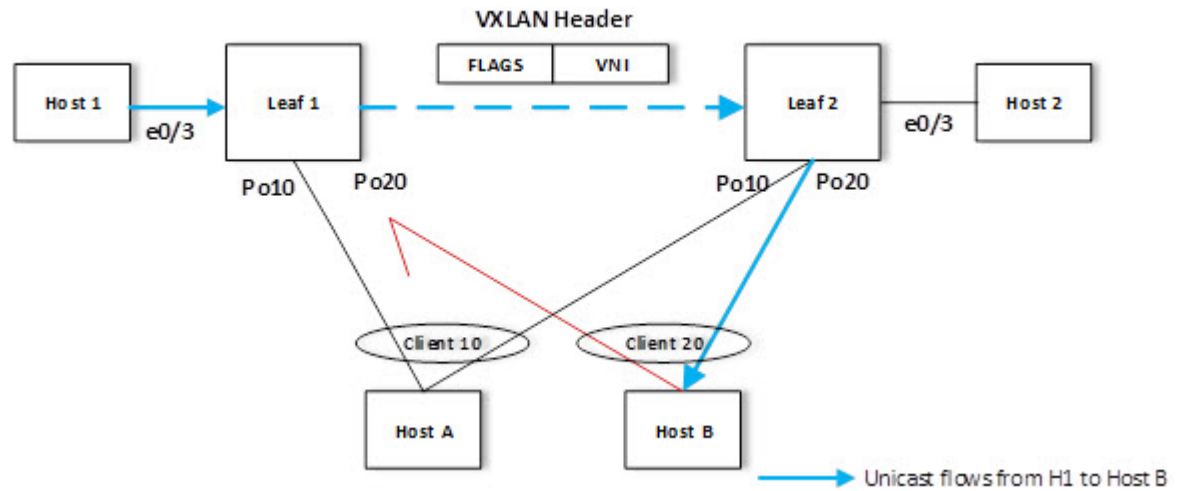 VXLAN Header
FLAGS VNI
Host 1
Leaf 1
Leaf 2
Host 2
e0/3
e0/3
Po10
Po20
Po10
Po20
Client 10
Client 20
Host A
Host B
Unicast flows from H1 to Host B